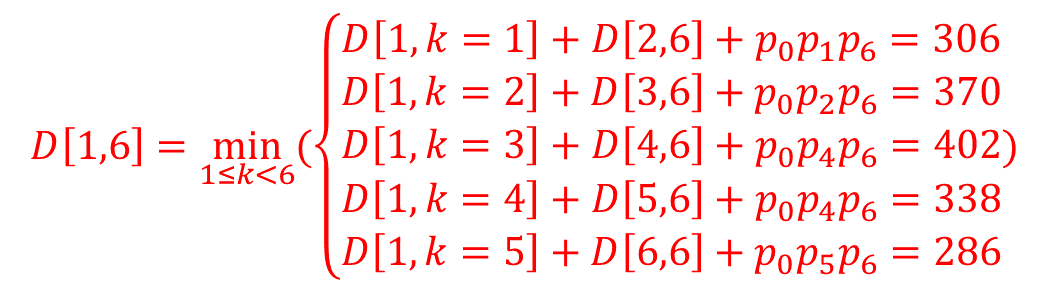 D[1, k = 1] + D[2,6] + p₀p₁p₆ = 306
D[1, k = 2] + D[3,6] + p₀p₂p₆ = 370
D[1,6] = min_{1≤k<6}({D[1, k = 3] + D[4,6] + p₀p₄p₆ = 402)
D[1, k = 4] + D[5,6] + p₀p₄p₆ = 338
D[1, k = 5] + D[6,6] + p₀p₅p₆ = 286